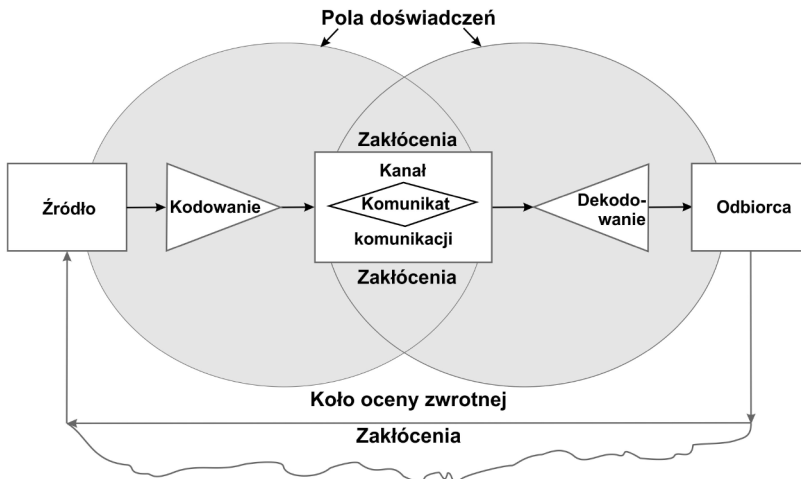 Pola doświadczeń
Zakłócenia
Kanał
Źródło
Kodowanie
Komunikat
Dekodo-
wanie
Odbiorca
komunikacji
Zakłócenia
Koło oceny zwrotnej
Zakłócenia